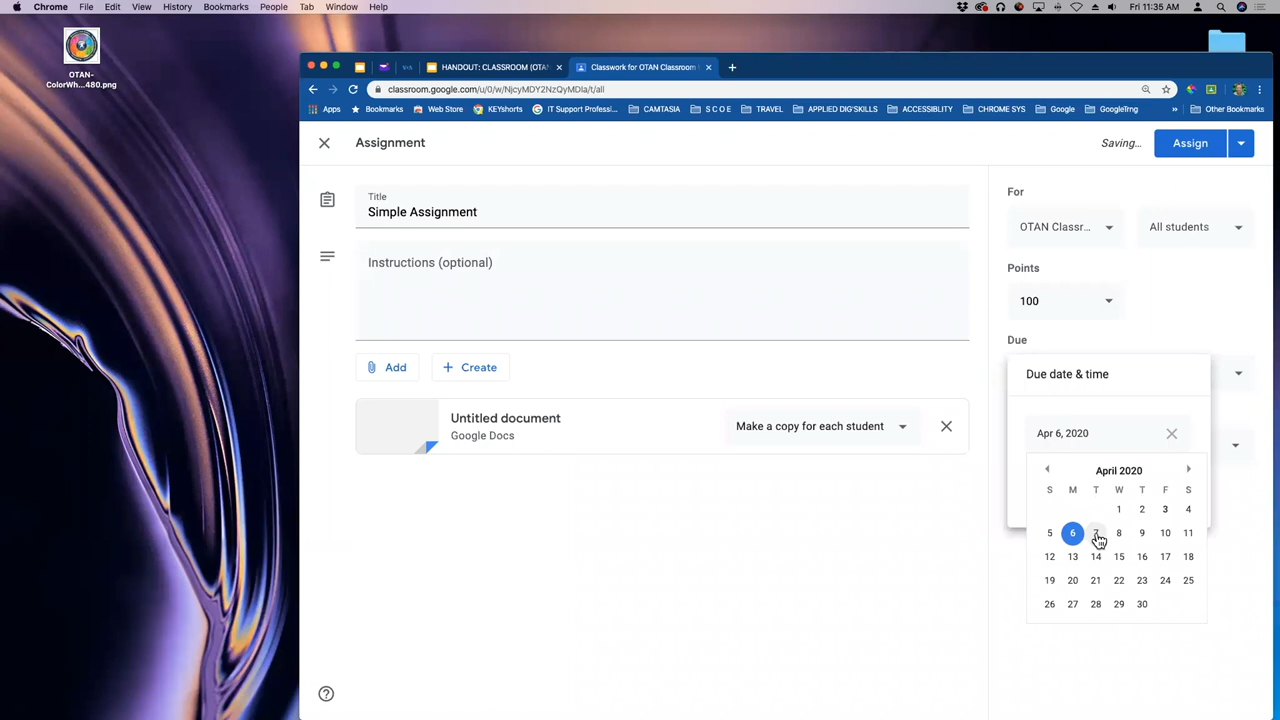 Chrome File Edit View History Bookmarks People Tab Window Help Fri 11:35 AM
OTAN-
ColorWh...480.png
HANDOUT: CLASSROOM (OTAN Classwork for OTAN Classroom
classroom.google.com/u/0/w/NjcyMDY2NzQyMDla/t/all
Apps Bookmarks Web Store KEYshorts IT Support Professi... CAMTASIA S C O E TRAVEL APPLIED DIG'SKILLS ACCESSIBLITY CHROME SYS Google GoogleTrng » Other Bookmarks
Assignment Saving... Assign
Title
Simple Assignment
Instructions (optional)
Add Create
Untitled document
Google Docs
Make a copy for each student
For
OTAN Classr... All students
Points
100
Due
Due date & time
Apr 6, 2020
April 2020
S M T W T F S
1 2 3 4
5 6 7 8 9 10 11
12 13 14 15 16 17 18
19 20 21 22 23 24 25
26 27 28 29 30